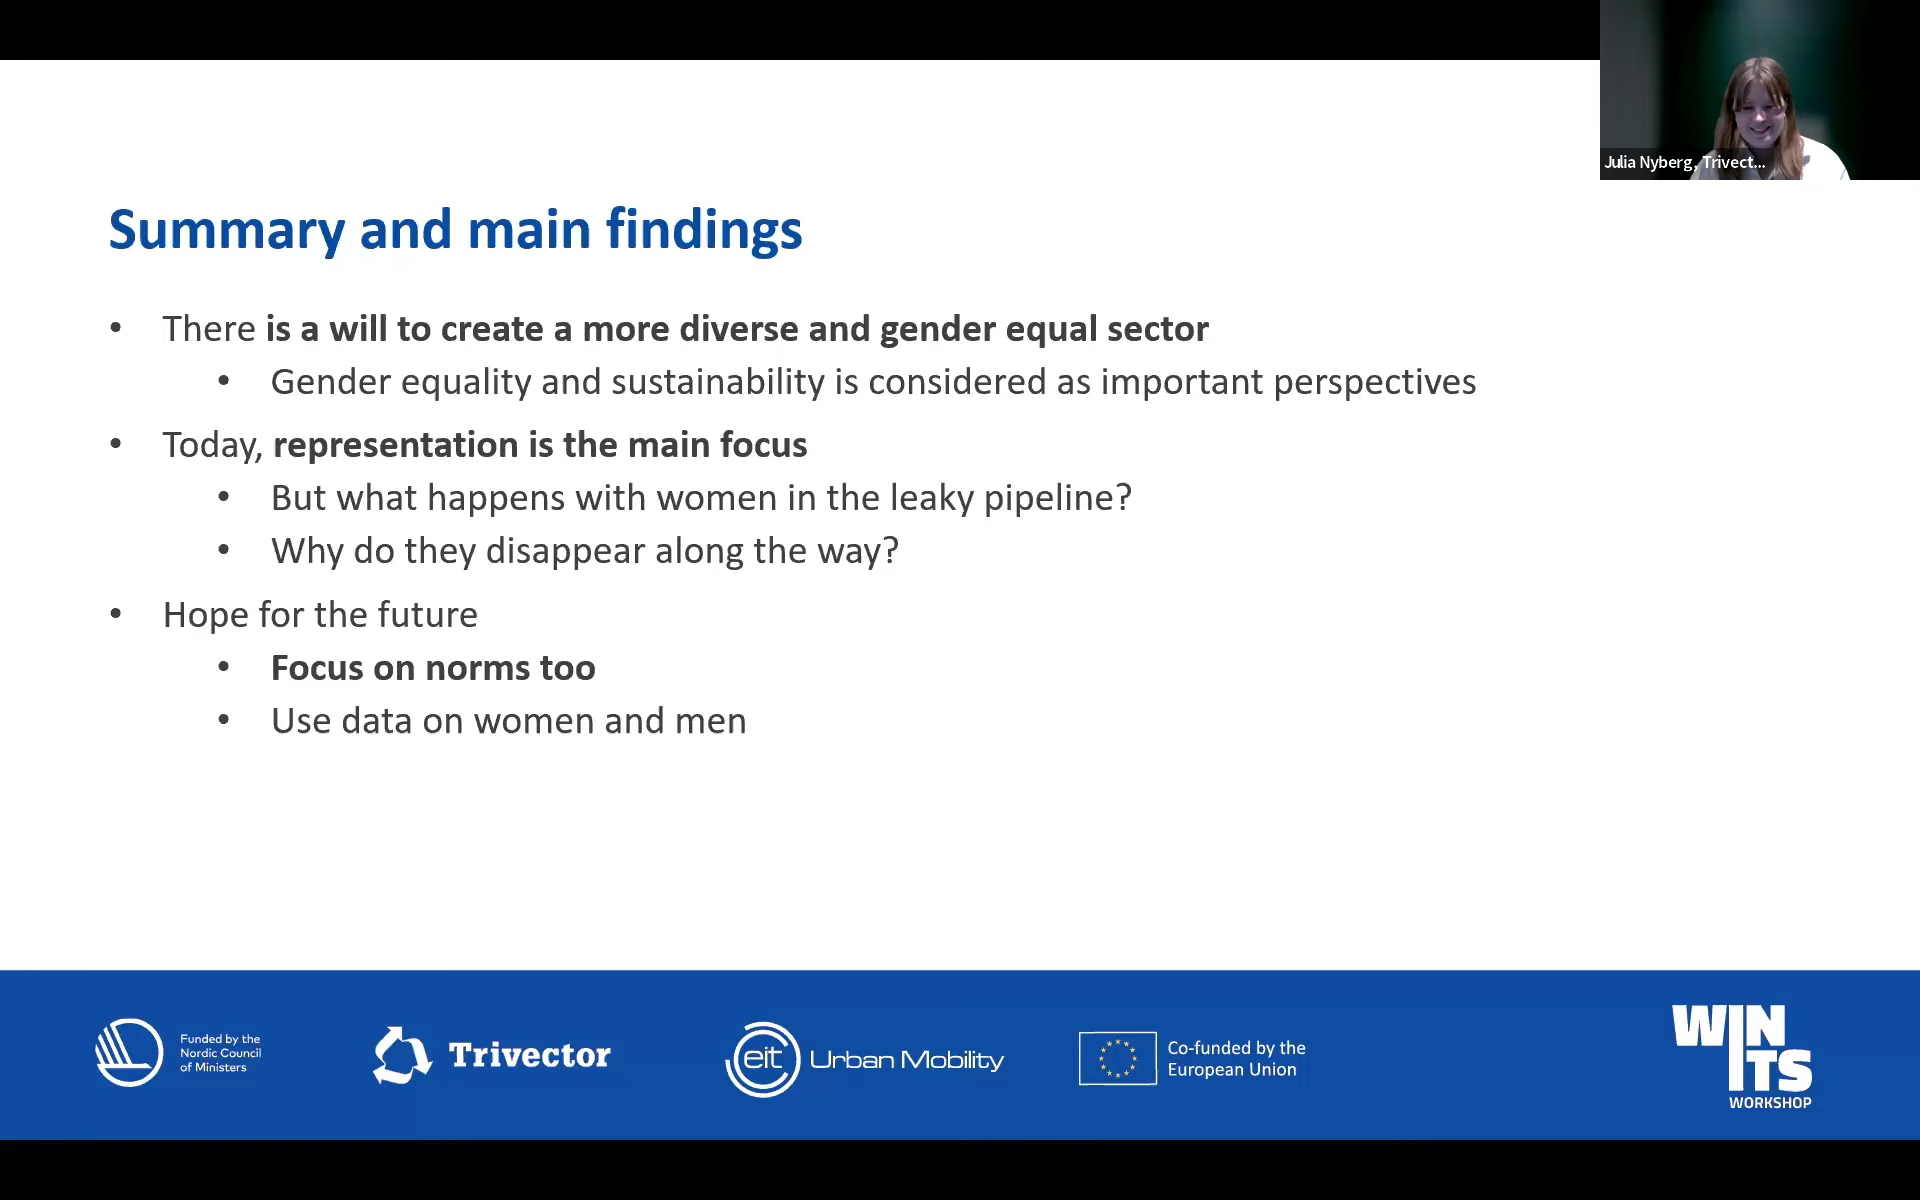 Julia Nyberg, Trivect...
Summary and main findings
• There is a will to create a more diverse and gender equal sector
• Gender equality and sustainability is considered as important perspectives
• Today, representation is the main focus
• But what happens with women in the leaky pipeline?
• Why do they disappear along the way?
• Hope for the future
• Focus on norms too
• Use data on women and men
Funded by the
Nordic Council
of Ministers
Trivector
eit Urban Mobility
Co-funded by the
European Union
WIN
ITS
WORKSHOP